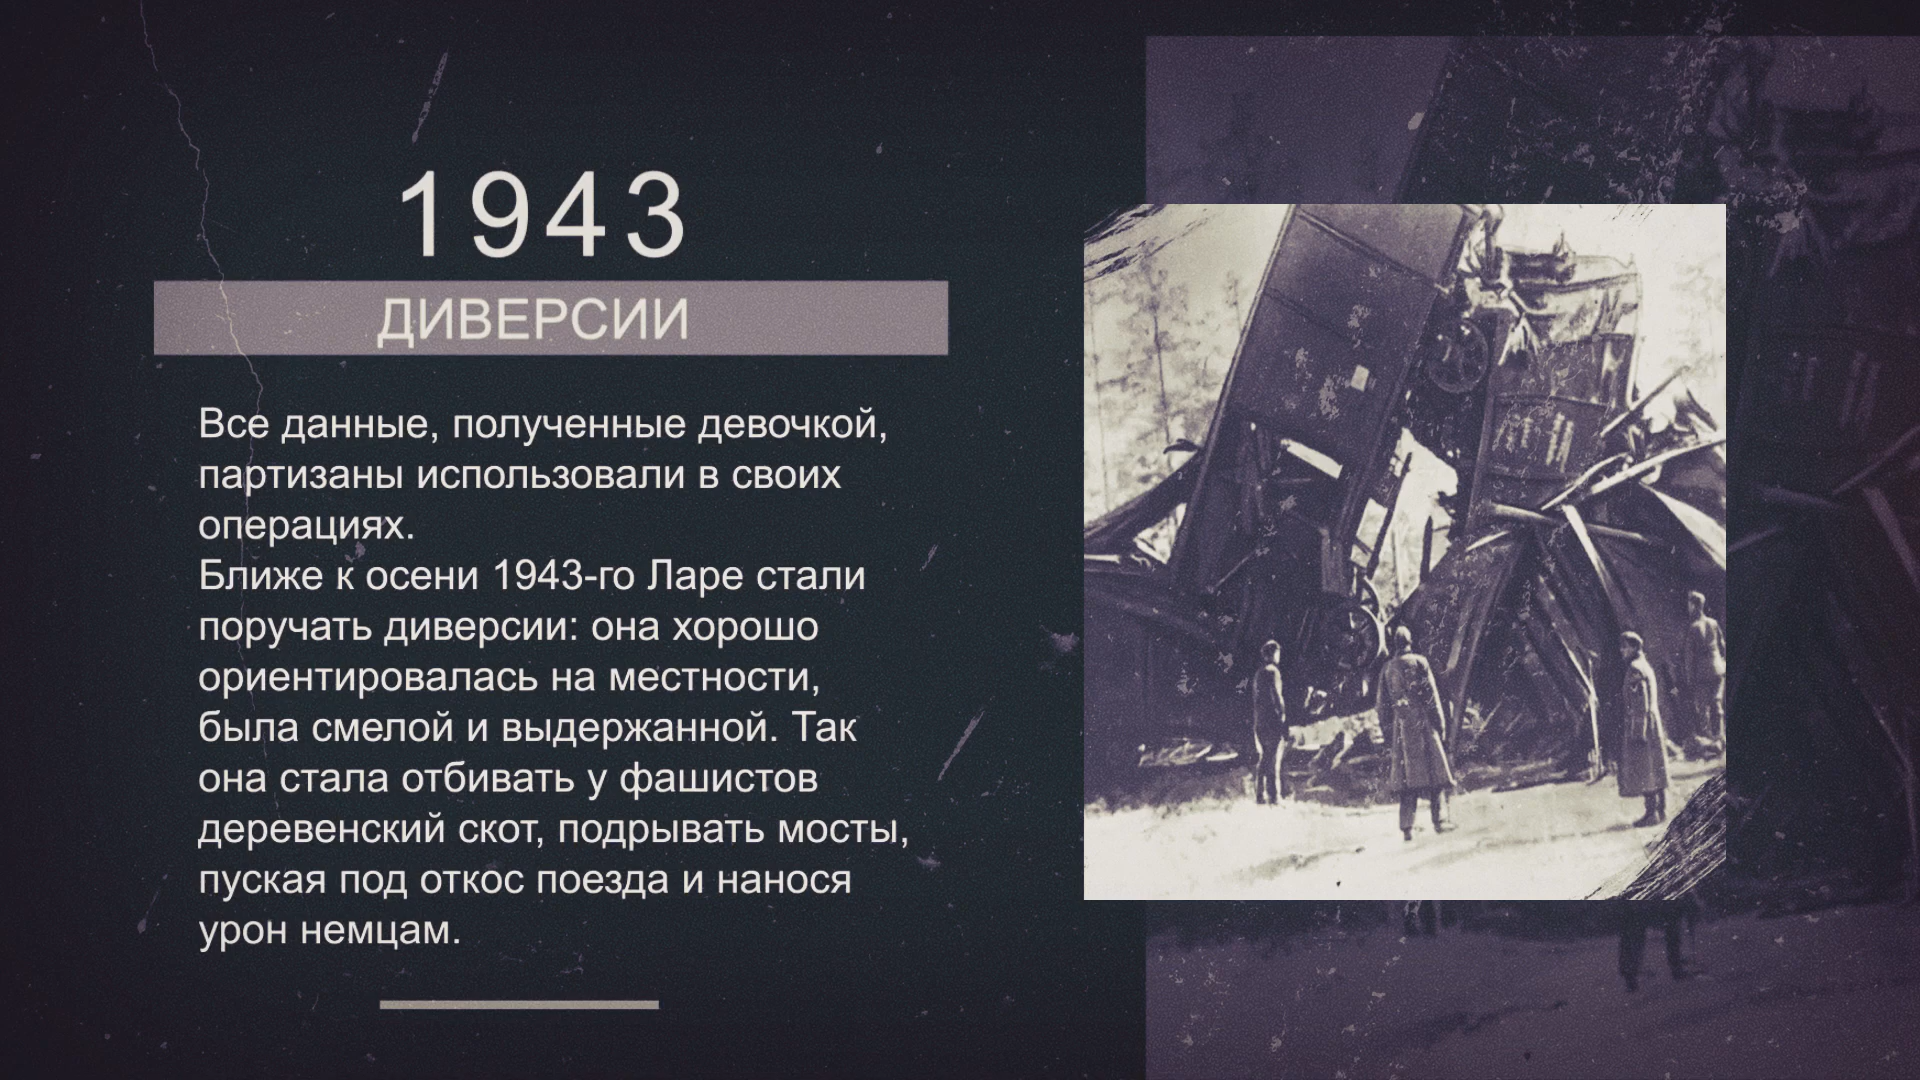 1943
ДИВЕРСИИ
Все данные, полученные девочкой,
партизаны использовали в своих
операциях.
Ближе к осени 1943-го Ларе стали
поручать диверсии: она хорошо
ориентировалась на местности,
была смелой и выдержанной. Так
она стала отбивать у фашистов
деревенский скот, подрывать мосты,
пуская под откос поезда и нанося
урон немцам.